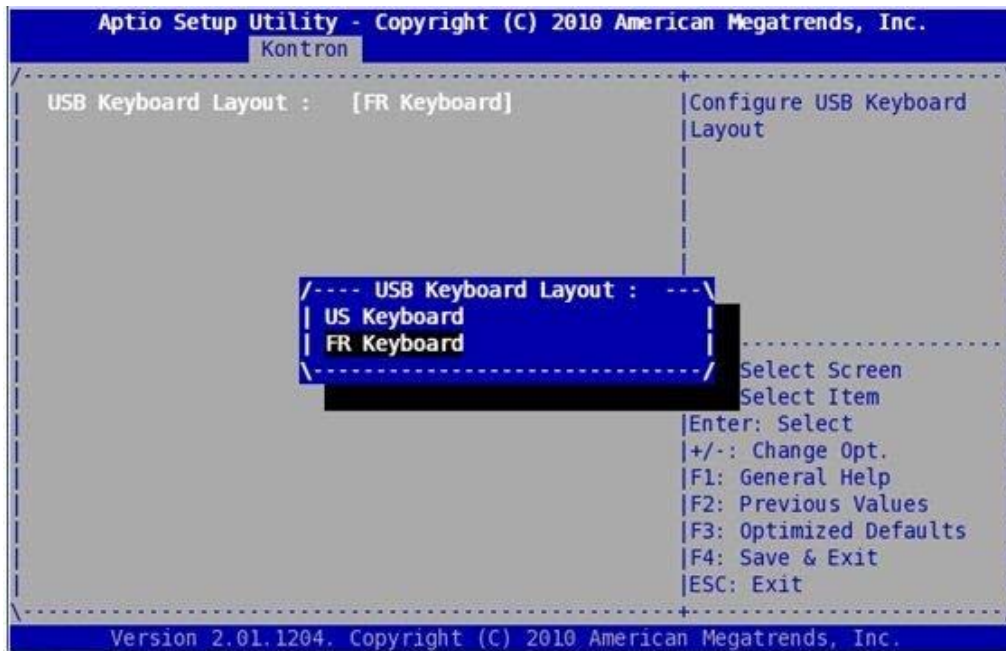 Aptio Setup Utility - Copyright (C) 2010 American Megatrends, Inc.
Kontron
USB Keyboard Layout : [FR Keyboard]
Configure USB Keyboard
Layout
USB Keyboard Layout :
US Keyboard
FR Keyboard
Select Screen
Select Item
Enter: Select
+/-: Change Opt.
F1: General Help
F2: Previous Values
F3: Optimized Defaults
F4: Save & Exit
ESC: Exit
Version 2.01.1204. Copyright (C) 2010 American Megatrends, Inc.